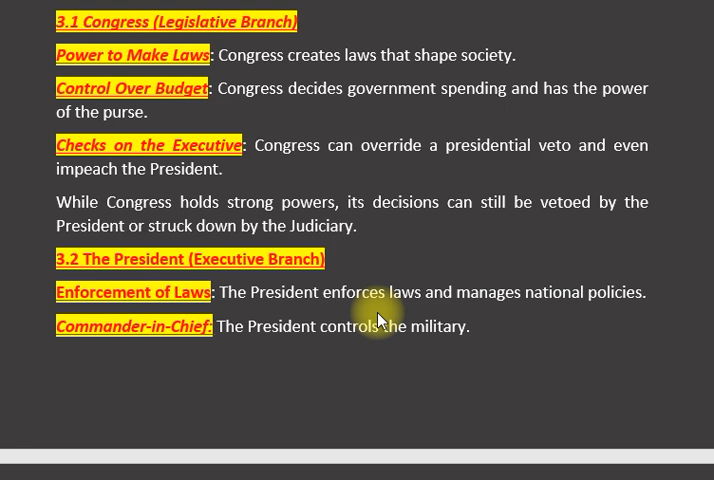 3.1 Congress (Legislative Branch)
Power to Make Laws: Congress creates laws that shape society.
Control Over Budget: Congress decides government spending and has the power
of the purse.
Checks on the Executive: Congress can override a presidential veto and even
impeach the President.
While Congress holds strong powers, its decisions can still be vetoed by the
President or struck down by the Judiciary.
3.2 The President (Executive Branch)
Enforcement of Laws: The President enforces laws and manages national policies.
Commander-in-Chief: The President controls the military.